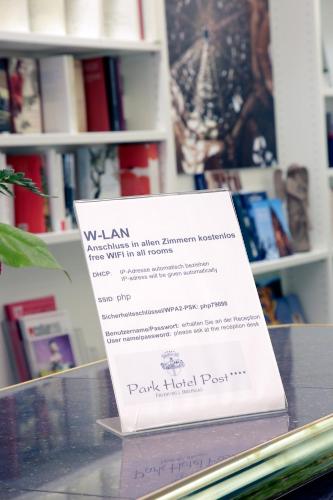 W-LAN
Anschluss in allen Zimmern kostenlos
free WIFI in all rooms
DHCP: IP-Adresse automatisch beziehen
IP-adress will be given automatically
SSID: php
Sicherheitsschlüssel/WPA2-PSK: php79098
Benutzername/Passwort: erhalten Sie an der Reception
User name/password: please ask at the reception desk
Park Hotel Post****